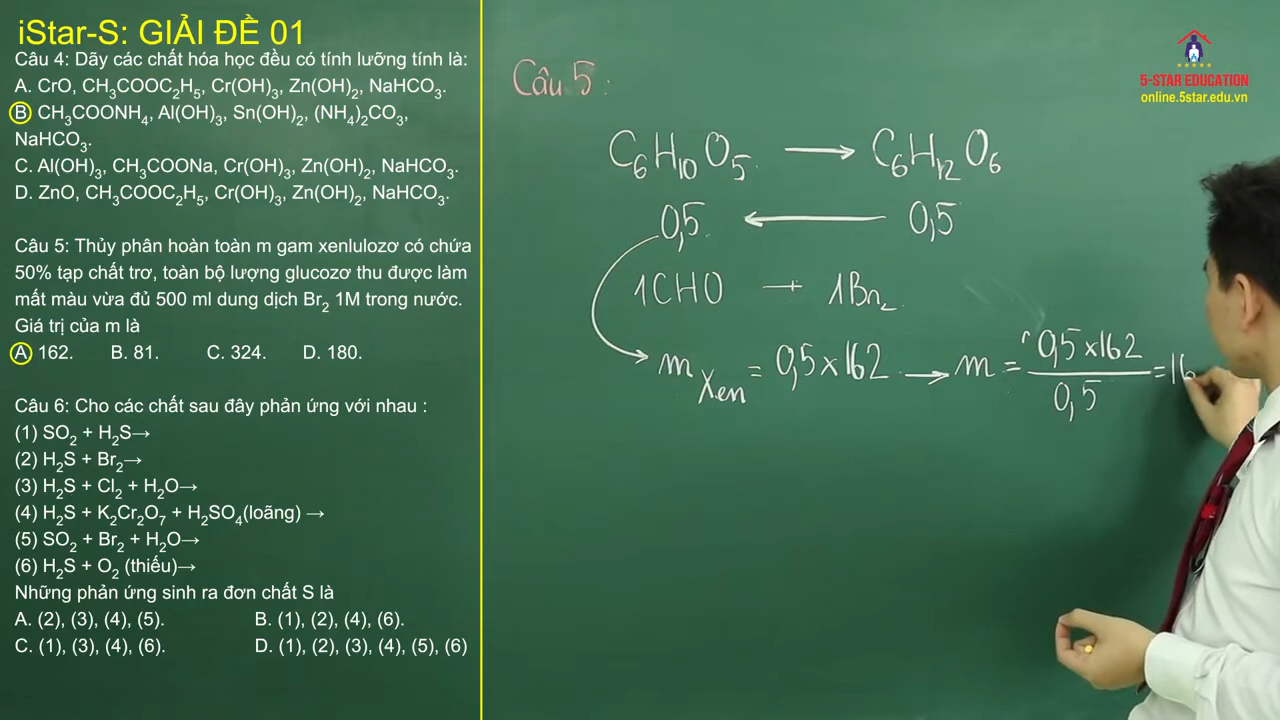 iStar-S: GIẢI ĐỀ 01
Câu 4: Dãy các chất hóa học đều có tính lưỡng tính là:
A. CrO, CH₃COOC₂H₅, Cr(OH)₃, Zn(OH)₂, NaHCO₃.
B CH₃COONH₄, Al(OH)₃, Sn(OH)₂, (NH₄)₂CO₃,
NaHCO₃.
C. Al(OH)₃, CH₃COONa, Cr(OH)₃, Zn(OH)₂, NaHCO₃.
D. ZnO, CH₃COOC₂H₅, Cr(OH)₃, Zn(OH)₂, NaHCO₃.
Câu 5: Thủy phân hoàn toàn m gam xenlulozơ có chứa
50% tạp chất trơ, toàn bộ lượng glucozơ thu được làm
mất màu vừa đủ 500 ml dung dịch Br₂ 1M trong nước.
Giá trị của m là
A 162. B. 81. C. 324. D. 180.
Câu 6: Cho các chất sau đây phản ứng với nhau :
(1) SO₂ + H₂S→
(2) H₂S + Br₂→
(3) H₂S + Cl₂ + H₂O→
(4) H₂S + K₂Cr₂O₇ + H₂SO₄(loãng) →
(5) SO₂ + Br₂ + H₂O→
(6) H₂S + O₂ (thiếu)→
Những phản ứng sinh ra đơn chất S là
A. (2), (3), (4), (5). B. (1), (2), (4), (6).
C. (1), (3), (4), (6). D. (1), (2), (3), (4), (5), (6)
Câu 5 :
C₆H₁₀O₅ → C₆H₁₂O₆
0,5 ← 0,5
1CHO → 1Br₂
m Xen = 0,5×162 → m = 0,5×162 / 0,5 = 16
5-STAR EDUCATION
online.5star.edu.vn